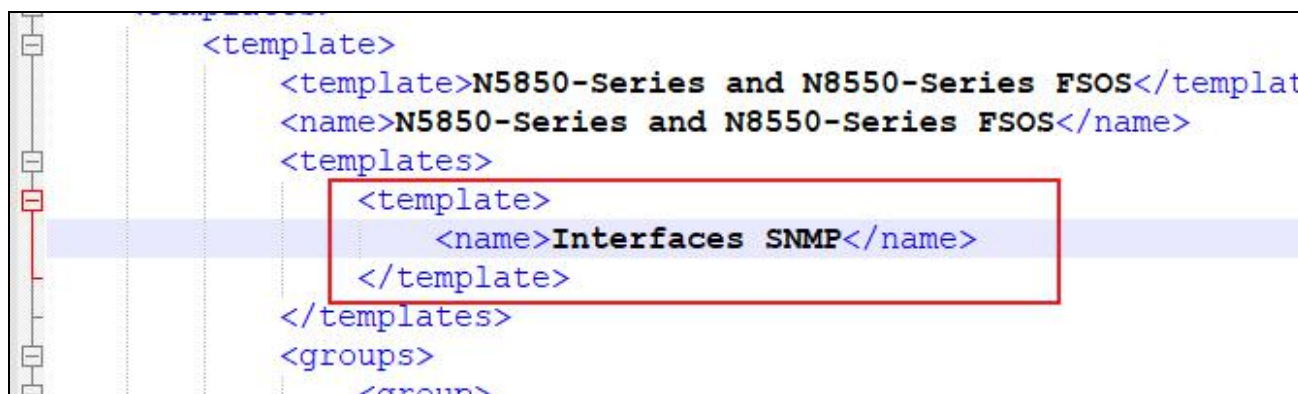 <template>
<template>N5850-Series and N8550-Series FSOS</templat
<name>N5850-Series and N8550-Series FSOS</name>
<templates>
<template>
<name>Interfaces SNMP</name>
</template>
</templates>
<groups>
<group>